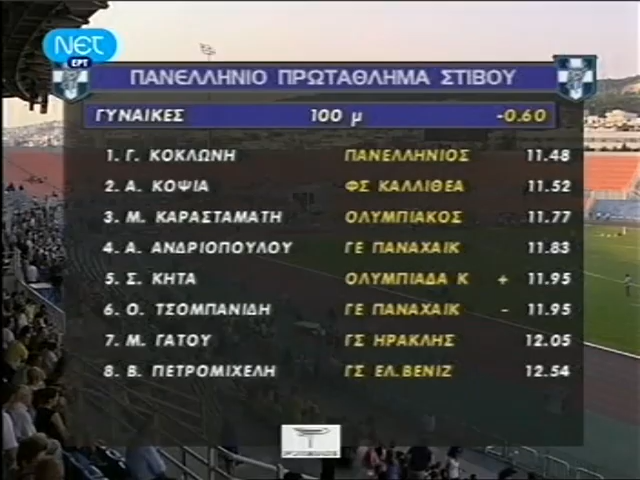 NET
ΕΡΤ
ΠΑΝΕΛΛΗΝΙΟ ΠΡΩΤΑΘΛΗΜΑ ΣΤΙΒΟΥ
ΓΥΝΑΙΚΕΣ 100 μ -0.60
1. Γ. ΚΟΚΛΩΝΗ ΠΑΝΕΛΛΗΝΙΟΣ 11.48
2. Α. ΚΟΨΙΑ ΦΣ ΚΑΛΛΙΘΕΑ 11.52
3. Μ. ΚΑΡΑΣΤΑΜΑΤΗ ΟΛΥΜΠΙΑΚΟΣ 11.77
4. Α. ΑΝΔΡΙΟΠΟΥΛΟΥ ΓΕ ΠΑΝΑΧΑΙΚ 11.83
5. Σ. ΚΗΤΑ ΟΛΥΜΠΙΑΔΑ Κ + 11.95
6. Ο. ΤΣΟΜΠΑΝΙΔΗ ΓΕ ΠΑΝΑΧΑΙΚ - 11.95
7. Μ. ΓΑΤΟΥ ΓΣ ΗΡΑΚΛΗΣ 12.05
8. Β. ΠΕΤΡΟΜΙΧΕΛΗ ΓΣ ΕΛ.ΒΕΝΙΖ 12.54